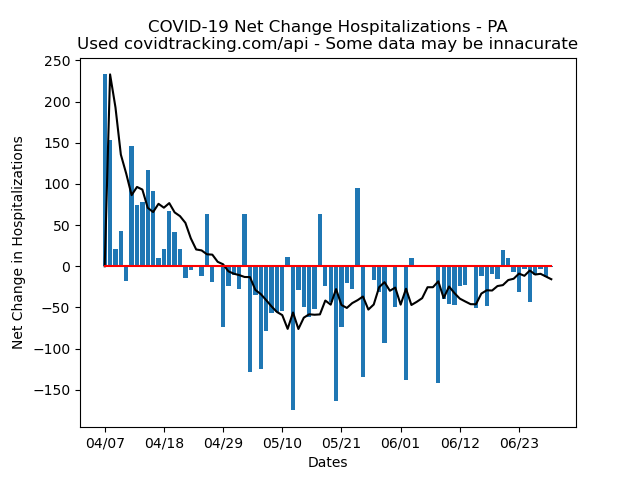 COVID-19 Net Change Hospitalizations - PA
Used covidtracking.com/api - Some data may be innacurate
Net Change in Hospitalizations
250
200
150
100
50
0
−50
−100
−150
04/07 04/18 04/29 05/10 05/21 06/01 06/12 06/23
Dates